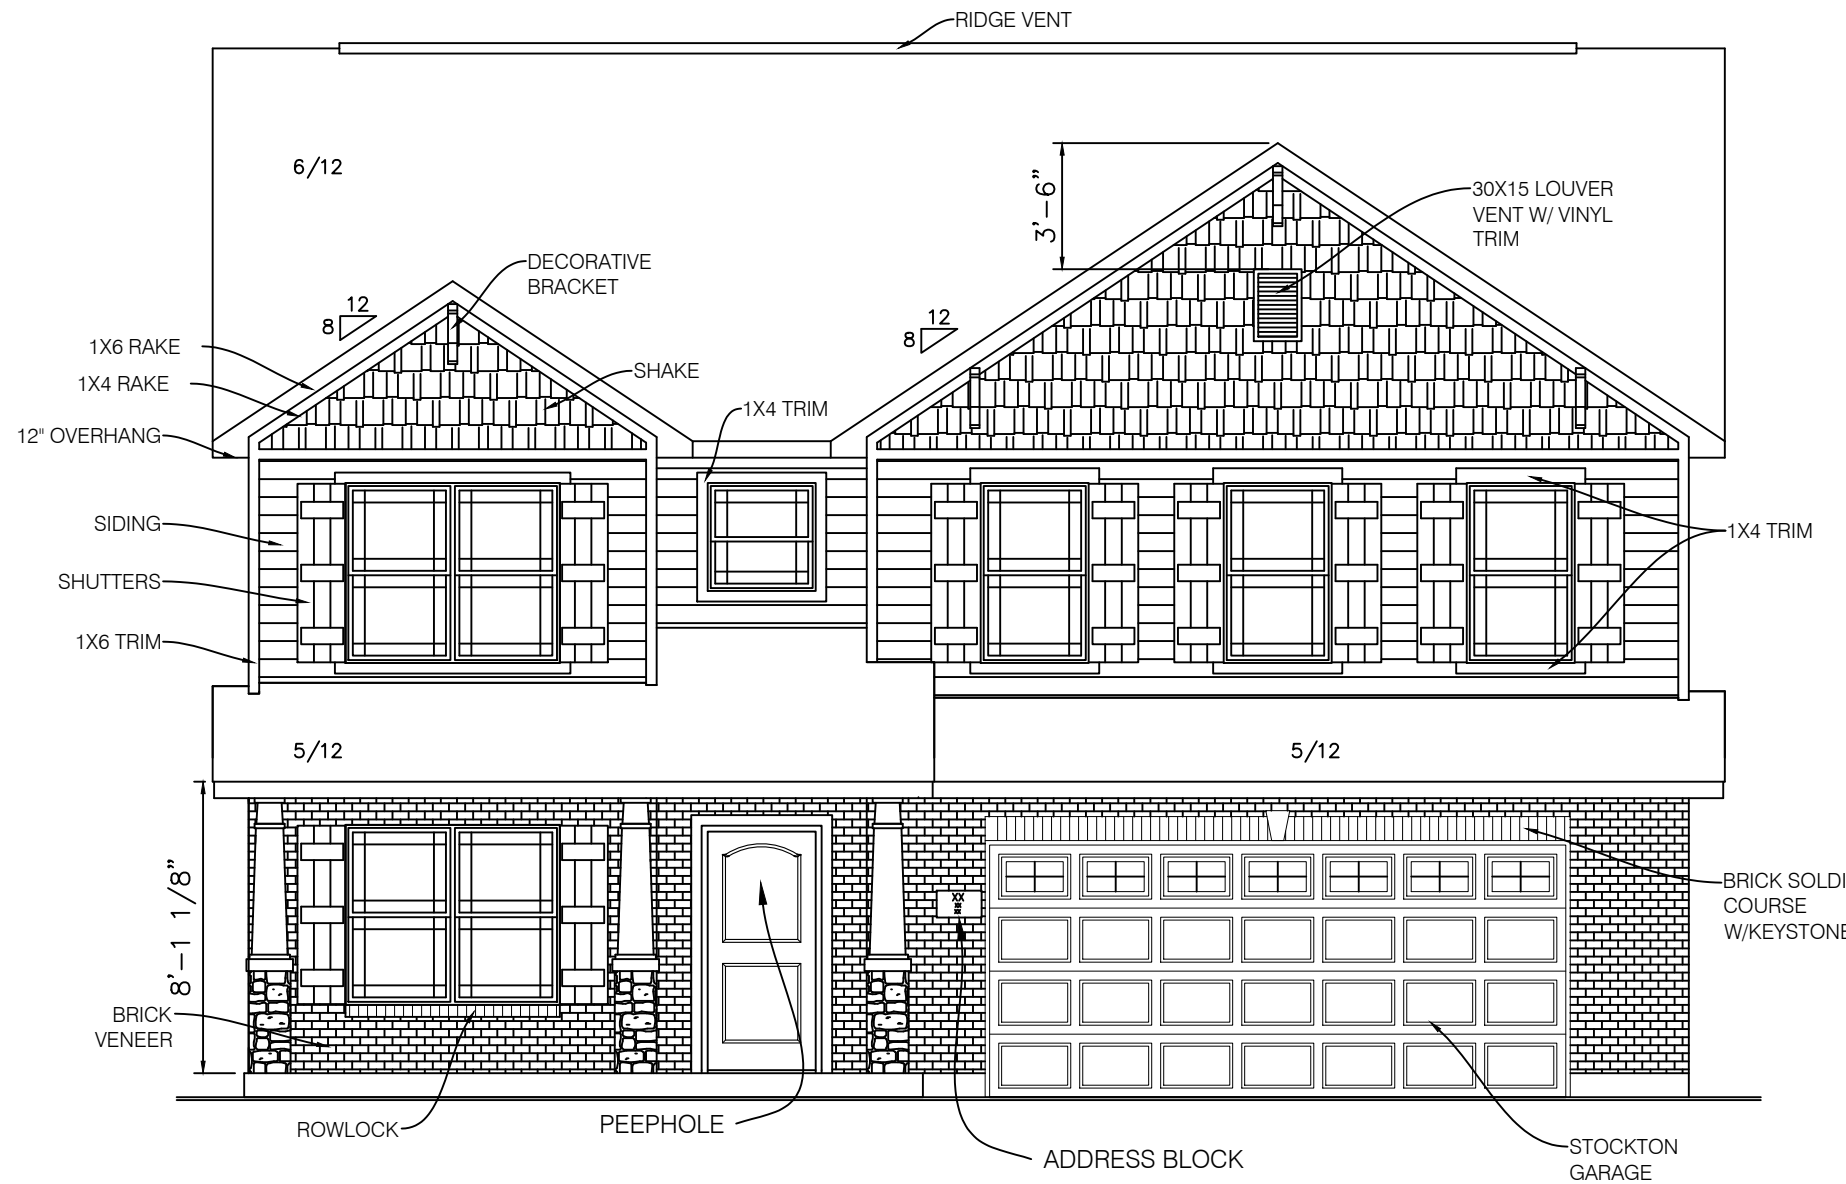 RIDGE VENT
6/12
3'-6"
30X15 LOUVER
VENT W/ VINYL
TRIM
DECORATIVE
BRACKET
12
8
12
8
1X6 RAKE
1X4 RAKE
SHAKE
1X4 TRIM
12" OVERHANG
SIDING
1X4 TRIM
SHUTTERS
1X6 TRIM
5/12
5/12
8'-1 1/8"
XX
BRICK SOLDI
COURSE
W/KEYSTONE
BRICK
VENEER
ROWLOCK
PEEPHOLE
ADDRESS BLOCK
STOCKTON
GARAGE